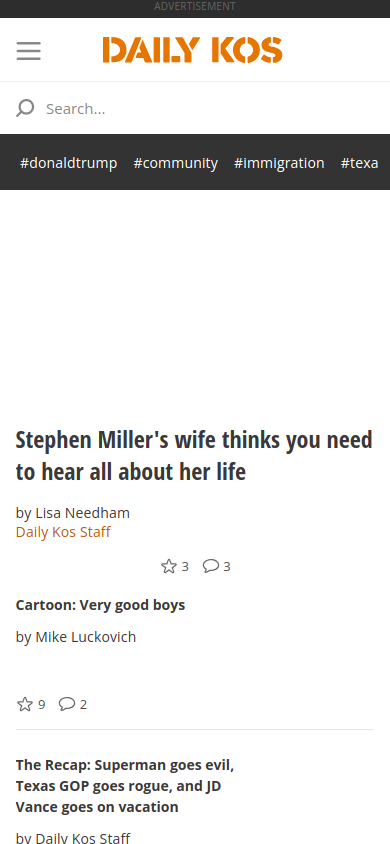 ADVERTISEMENT
DAILY KOS
Search...
#donaldtrump #community #immigration #texa
Stephen Miller's wife thinks you need
to hear all about her life
by Lisa Needham
Daily Kos Staff
3 3
Cartoon: Very good boys
by Mike Luckovich
9 2
The Recap: Superman goes evil,
Texas GOP goes rogue, and JD
Vance goes on vacation
by Daily Kos Staff